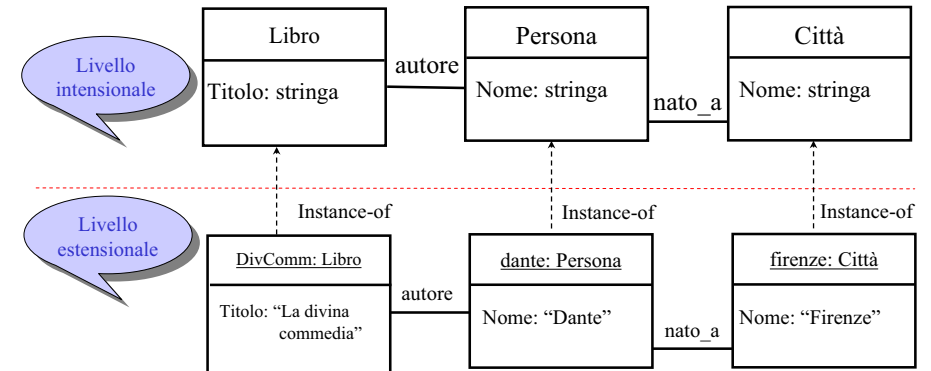 Livello
intensionale
Libro
Titolo: stringa
autore
Persona
Nome: stringa
nato_a
Città
Nome: stringa
Instance-of
Instance-of
Instance-of
Livello
estensionale
DivComm: Libro
Titolo: “La divina
commedia”
autore
dante: Persona
Nome: “Dante”
nato_a
firenze: Città
Nome: “Firenze”